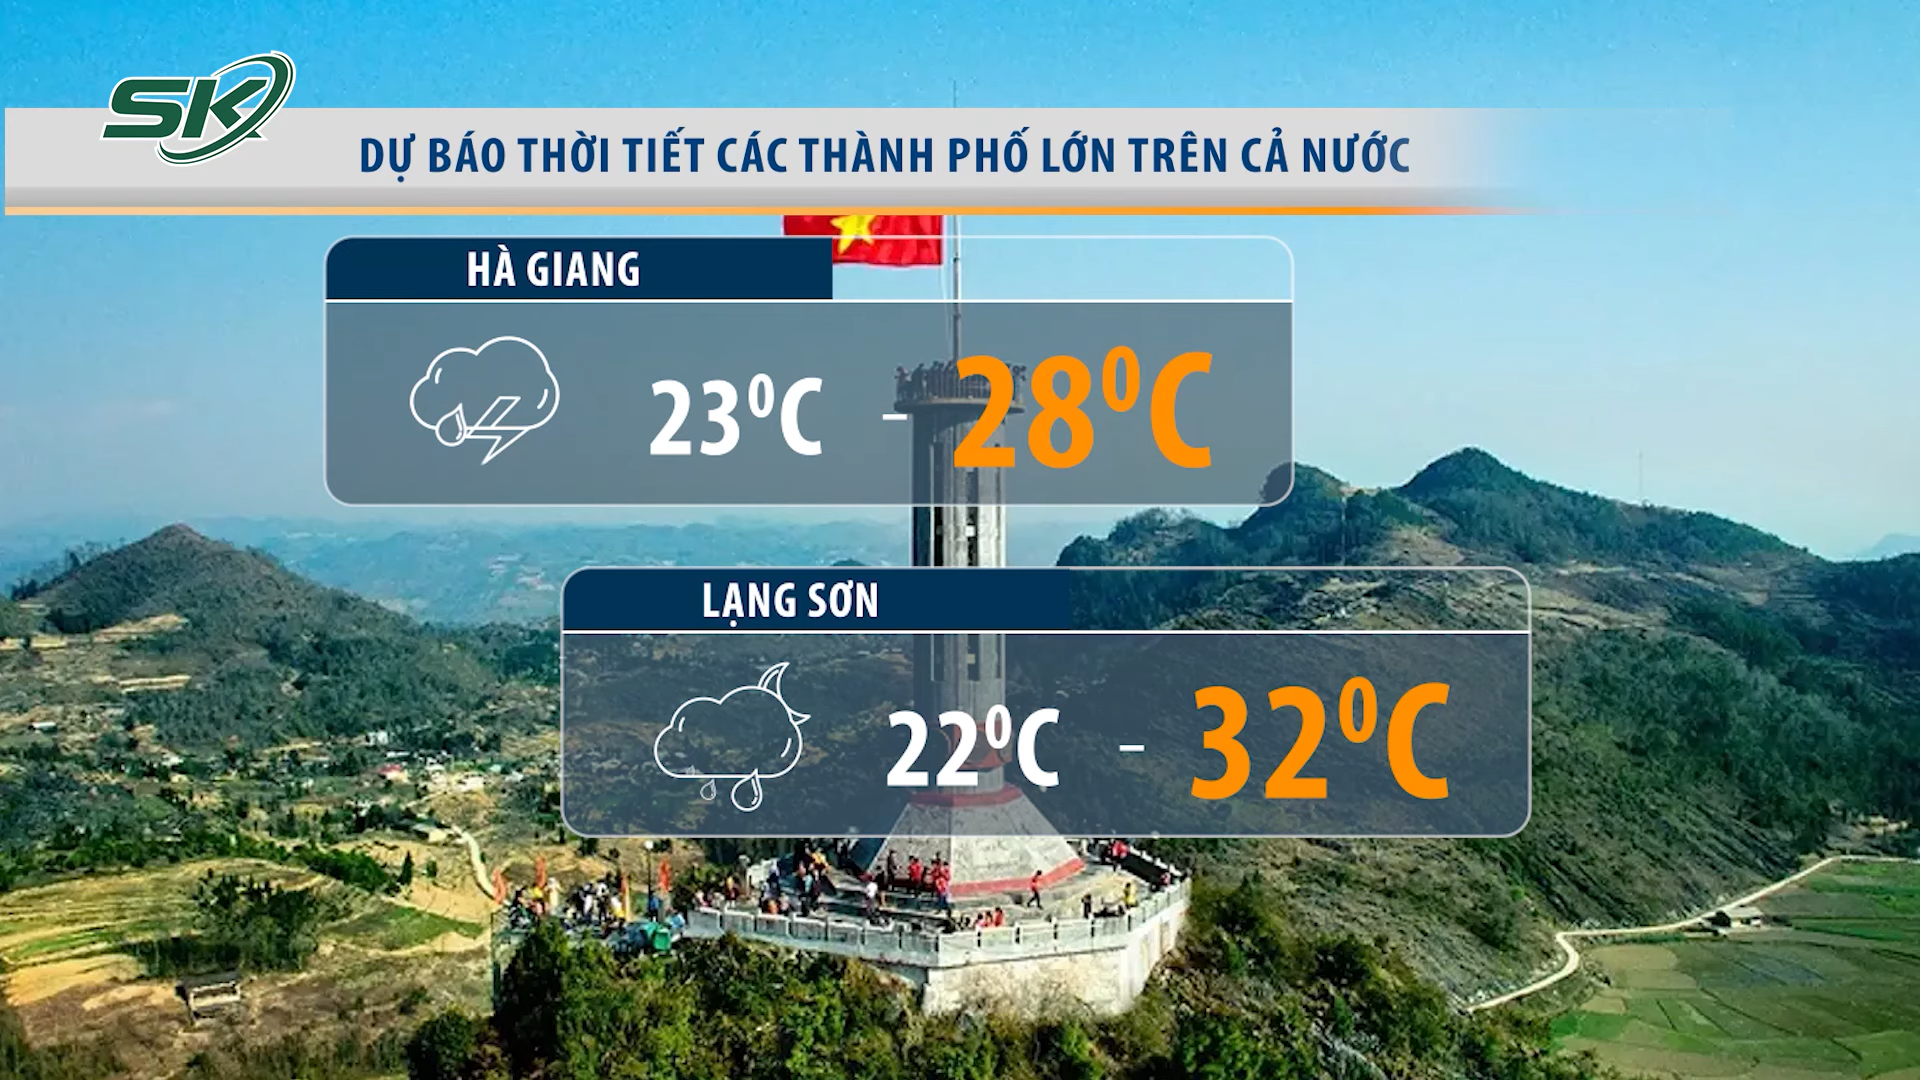 SK
DỰ BÁO THỜI TIẾT CÁC THÀNH PHỐ LỚN TRÊN CẢ NƯỚC
HÀ GIANG
23⁰C - 28⁰C
LẠNG SƠN
22⁰C - 32⁰C